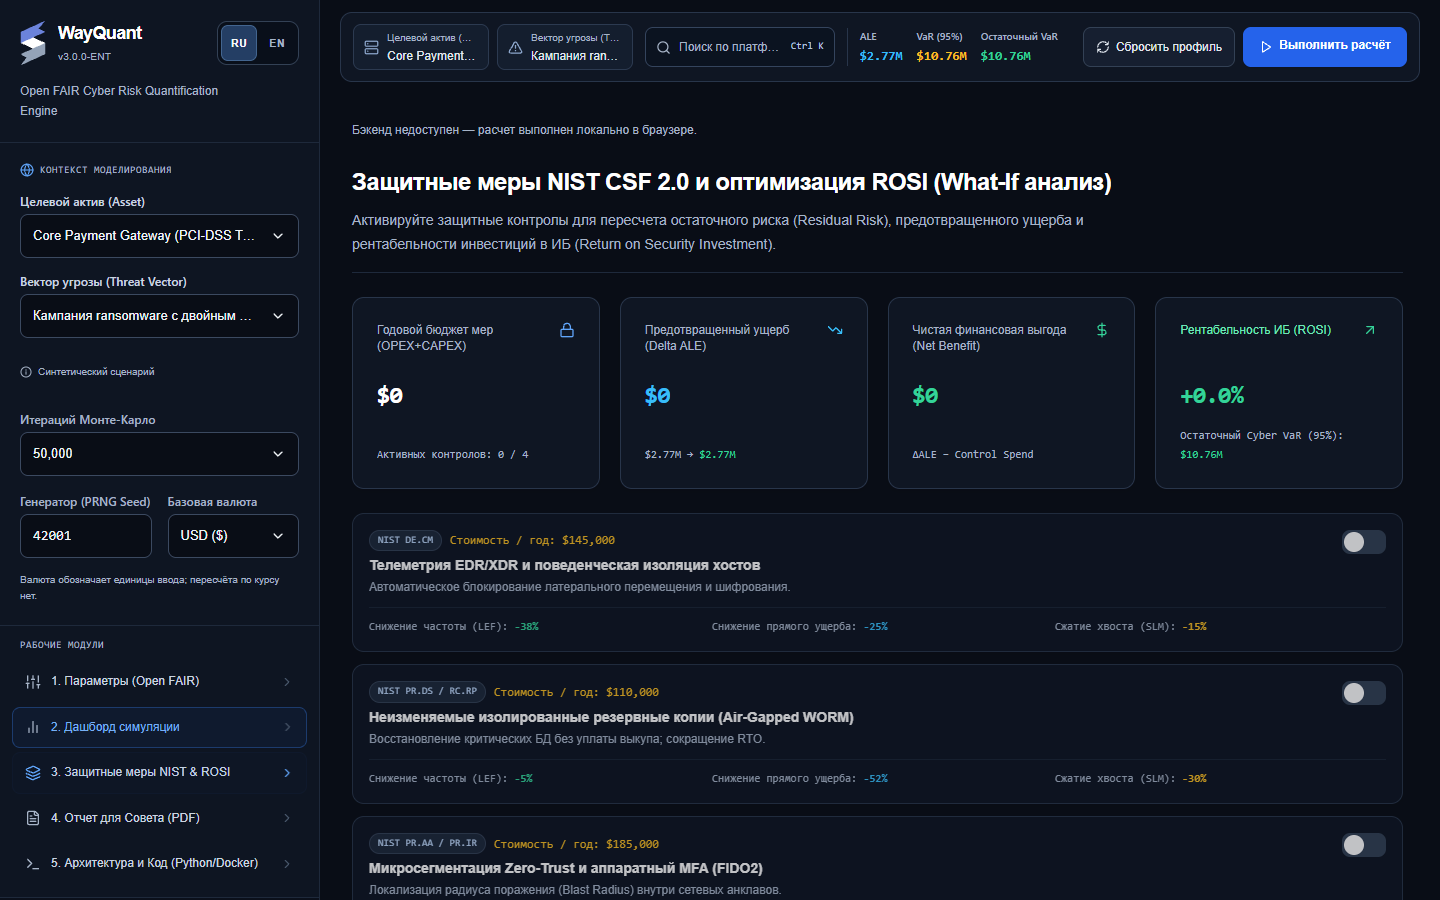 WayQuant
v3.0.0-ENT
RU EN
Open FAIR Cyber Risk Quantification
Engine
КОНТЕКСТ МОДЕЛИРОВАНИЯ
Целевой актив (Asset)
Core Payment Gateway (PCI-DSS T...
Вектор угрозы (Threat Vector)
Кампания ransomware с двойным ...
Синтетический сценарий
Итераций Монте-Карло
50,000
Генератор (PRNG Seed) Базовая валюта
42001 USD ($)
Валюта обозначает единицы ввода; пересчёта по курсу
нет.
РАБОЧИЕ МОДУЛИ
1. Параметры (Open FAIR)
2. Дашборд симуляции
3. Защитные меры NIST & ROSI
4. Отчет для Совета (PDF)
5. Архитектура и Код (Python/Docker)
Целевой актив (...
Core Payment...
Вектор угрозы (Т...
Кампания ran...
Поиск по платф... Ctrl K
ALE VaR (95%) Остаточный VaR
$2.77M $10.76M $10.76M
Сбросить профиль
Выполнить расчёт
Бэкенд недоступен — расчет выполнен локально в браузере.
Защитные меры NIST CSF 2.0 и оптимизация ROSI (What-If анализ)
Активируйте защитные контролы для пересчета остаточного риска (Residual Risk), предотвращенного ущерба и
рентабельности инвестиций в ИБ (Return on Security Investment).
Годовой бюджет мер
(OPEX+CAPEX)
$0
Активных контролов: 0 / 4
Предотвращенный ущерб
(Delta ALE)
$0
$2.77M → $2.77M
Чистая финансовая выгода
(Net Benefit)
$0
ΔALE − Control Spend
Рентабельность ИБ (ROSI)
+0.0%
Остаточный Cyber VaR (95%):
$10.76M
NIST DE.CM Стоимость / год: $145,000
Телеметрия EDR/XDR и поведенческая изоляция хостов
Автоматическое блокирование латерального перемещения и шифрования.
Снижение частоты (LEF): -38% Снижение прямого ущерба: -25% Сжатие хвоста (SLM): -15%
NIST PR.DS / RC.RP Стоимость / год: $110,000
Неизменяемые изолированные резервные копии (Air-Gapped WORM)
Восстановление критических БД без уплаты выкупа; сокращение RTO.
Снижение частоты (LEF): -5% Снижение прямого ущерба: -52% Сжатие хвоста (SLM): -30%
NIST PR.AA / PR.IR Стоимость / год: $185,000
Микросегментация Zero-Trust и аппаратный MFA (FIDO2)
Локализация радиуса поражения (Blast Radius) внутри сетевых анклавов.